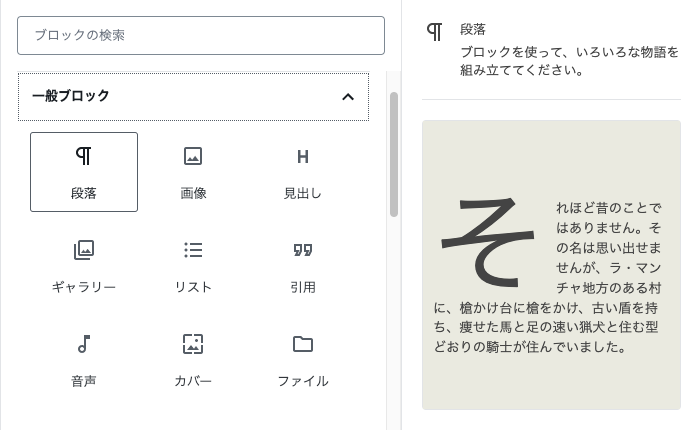 ブロックの検索
一般ブロック
段落
画像
見出し
ギャラリー
リスト
引用
音声
カバー
ファイル
段落
ブロックを使って、いろいろな物語を
組み立ててください。
そ
れほど昔のことで
はありません。そ
の名は思い出せま
せんが、ラ・マン
チャ地方のある村
に、槍かけ台に槍をかけ、古い盾を持
ち、痩せた馬と足の速い猟犬と住む型
どおりの騎士が住んでいました。